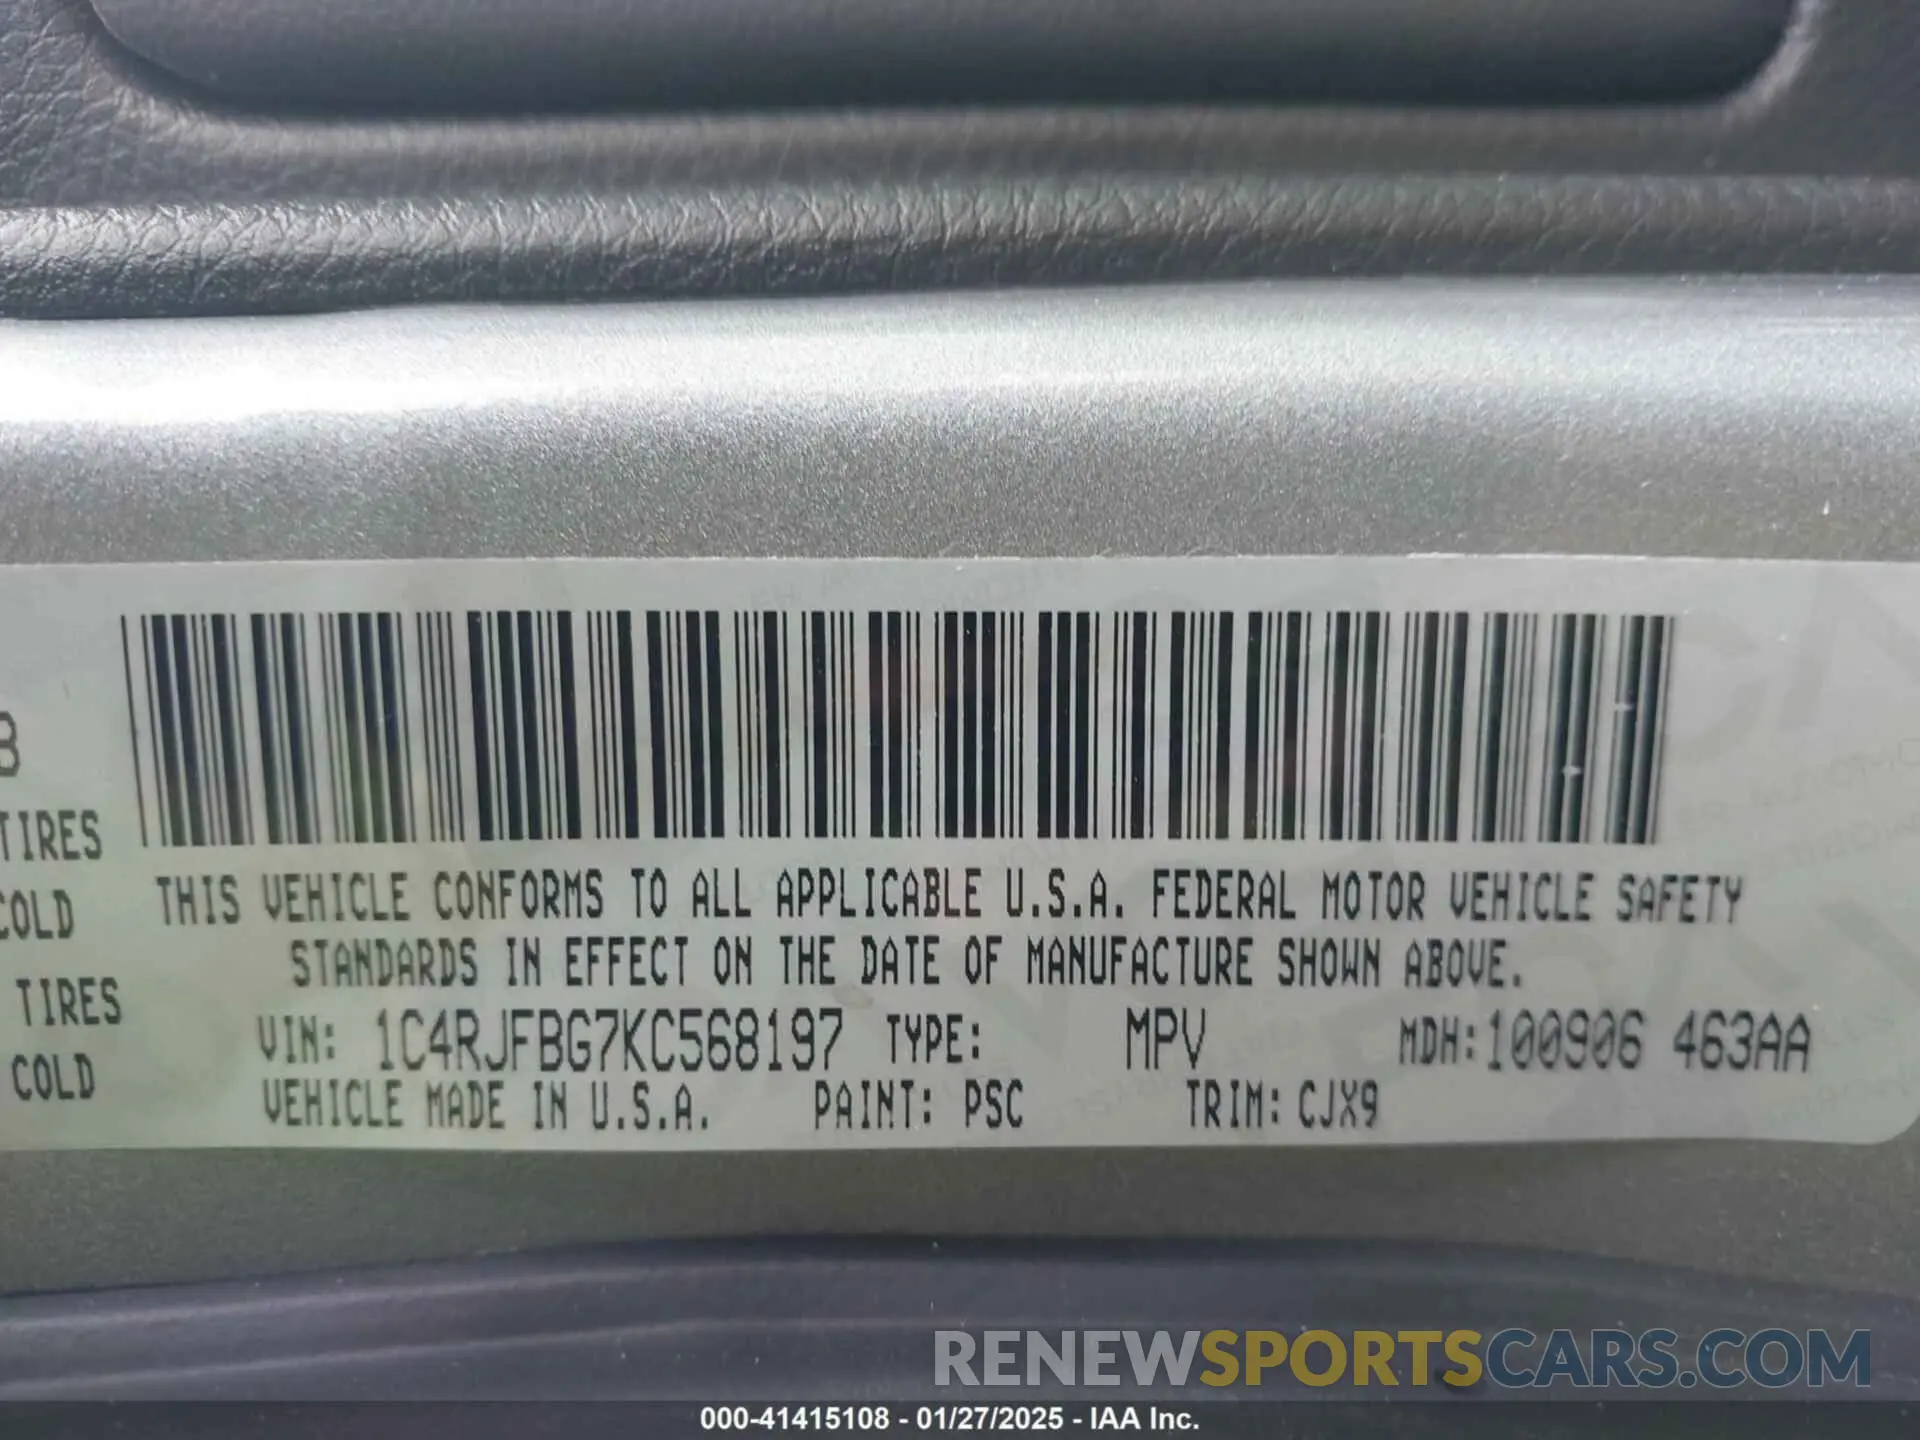 B
TIRES
COLD
TIRES
COLD
THIS VEHICLE CONFORMS TO ALL APPLICABLE U.S.A. FEDERAL MOTOR VEHICLE SAFETY
STANDARDS IN EFFECT ON THE DATE OF MANUFACTURE SHOWN ABOVE.
VIN: 1C4RJFBG7KC568197 TYPE: MPV MDH:100906 463AA
VEHICLE MADE IN U.S.A. PAINT: PSC TRIM: CJX9
RENEWSPORTSCARS.COM
000-41415108 - 01/27/2025 - IAA Inc.